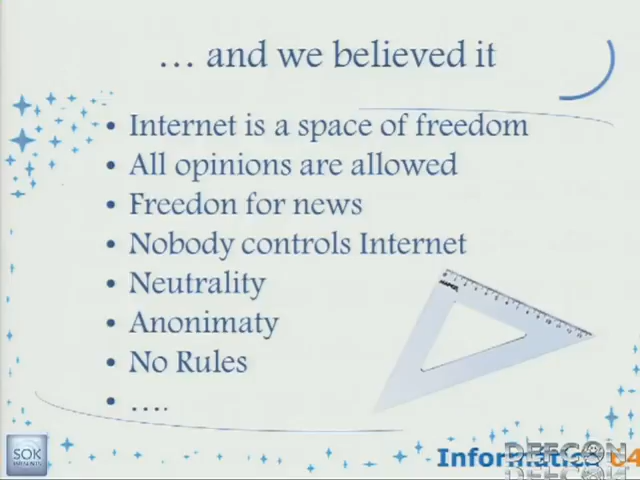 … and we believed it
• Internet is a space of freedom
• All opinions are allowed
• Freedon for news
• Nobody controls Internet
• Neutrality
• Anonimaty
• No Rules
• ….
SOK